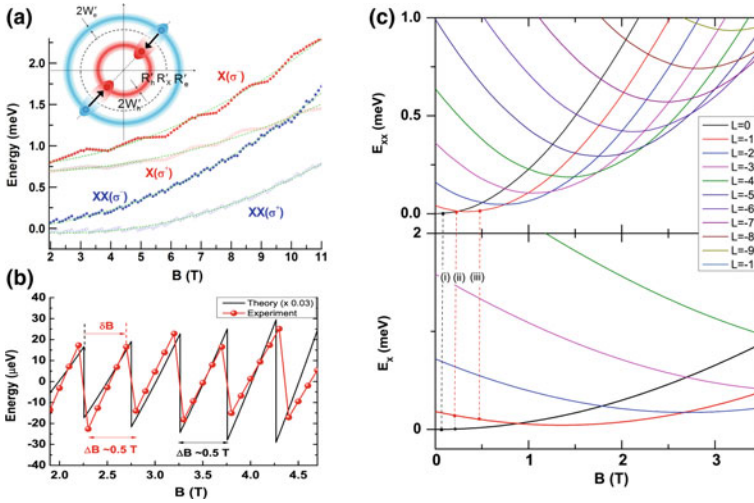 (a)
2W'e
R'h R'x R'e
2W'h
X(σ⁻)
X(σ⁺)
XX(σ⁻)
XX(σ⁺)
Energy (meV)
2.0
1.5
1.0
0.5
0.0
2 3 4 5 6 7 8 9 10 11
B (T)
(b)
Theory (x 0.03)
Experiment
δB
ΔB ~0.5 T
ΔB ~0.5 T
Energy (μeV)
40
30
20
10
0
-10
-20
-30
-40
2.0 2.5 3.0 3.5 4.0 4.5
B (T)
(c)
Exx (meV)
1.0
0.5
0.0
L=0
L=-1
L=-2
L=-3
L=-4
L=-5
L=-6
L=-7
L=-8
L=-9
L=-1
(i) (ii) (iii)
Ex (meV)
2
1
0
0 1 2 3
B (T)